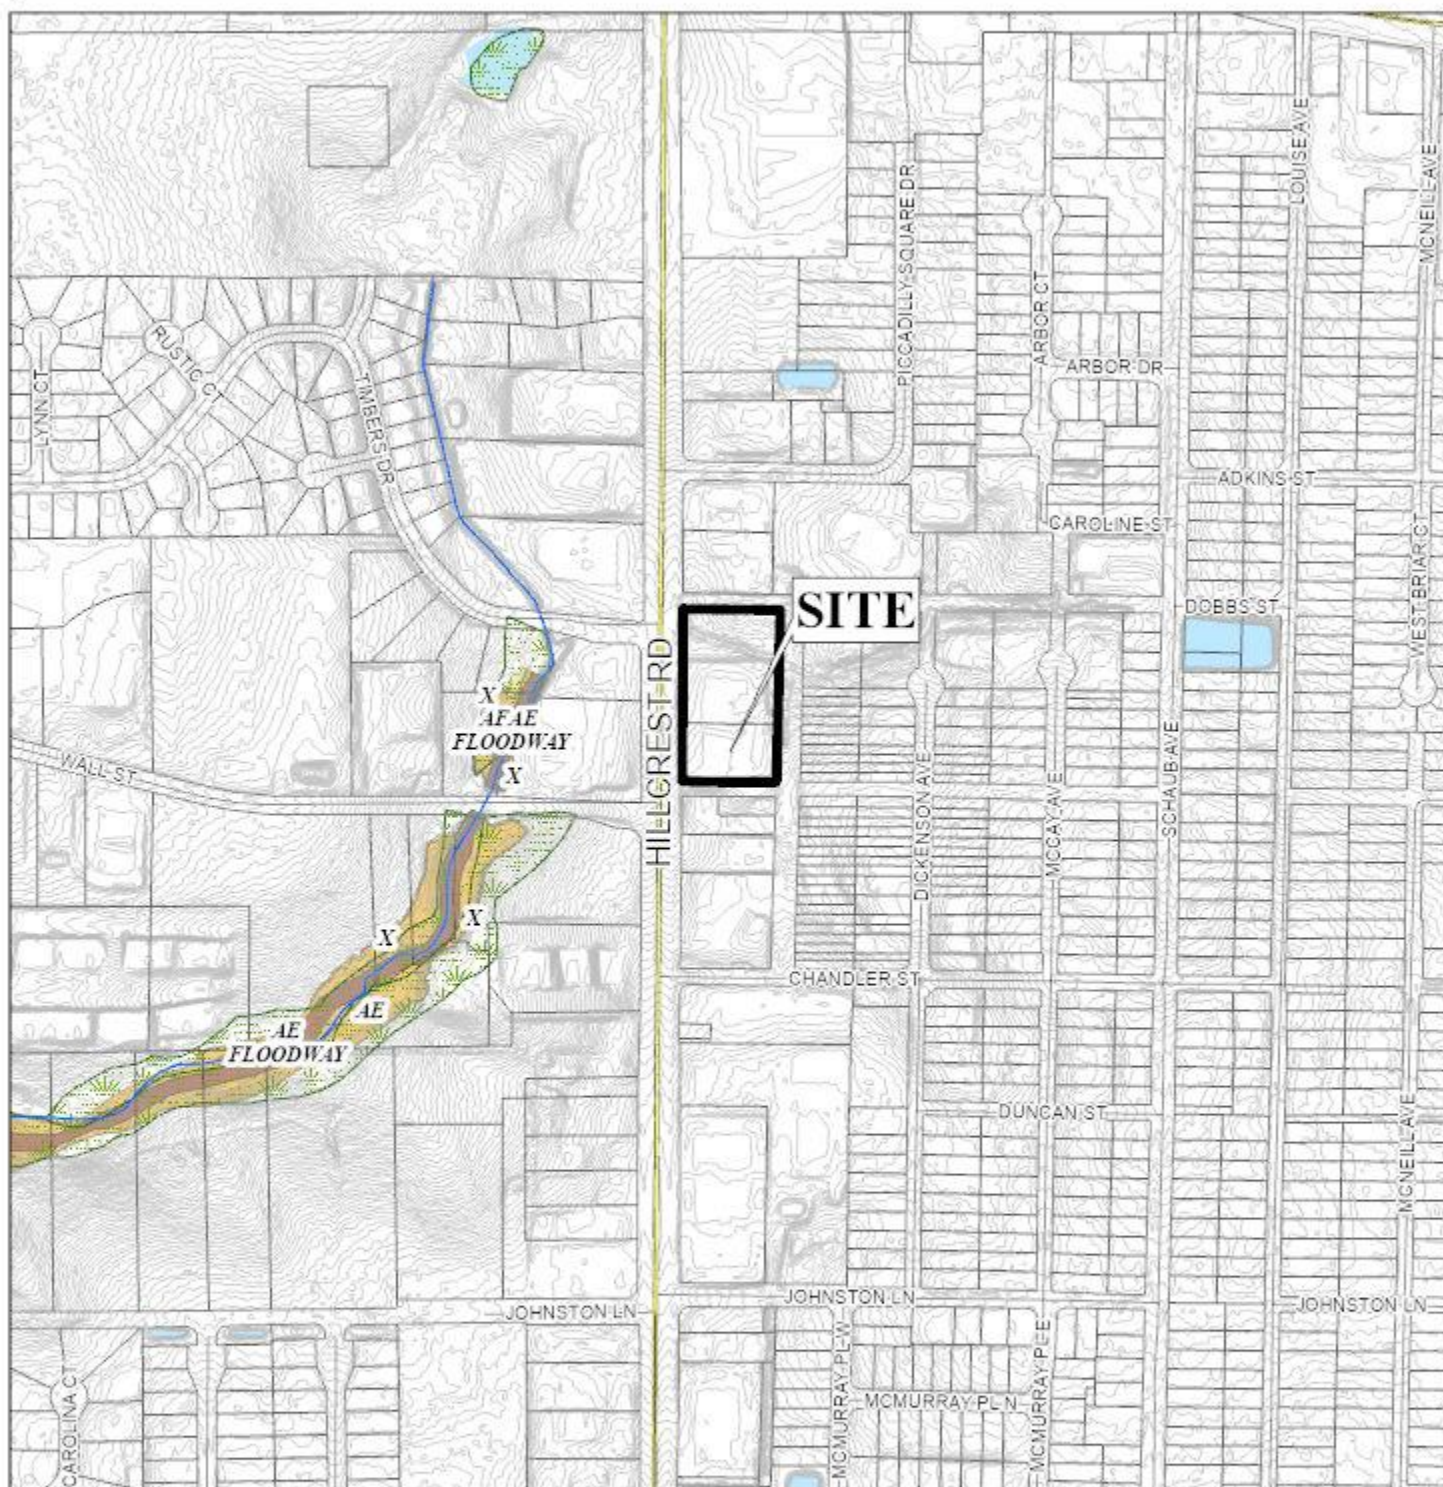 LOUISE AVE
MCNEILL AVE
PICCADILLY SQUARE DR
ARBOR CT
RUSTIC CT
LYNN CT
TIMBERS DR
ARBOR DR
ADKINS ST
CAROLINE ST
WEST BRIAR CT
SITE
DOBBS ST
HILLCREST RD
X
AE
FLOODWAY
X
WALL ST
DICKENSON AVE
MCCAY AVE
SCHAUB AVE
X
X
CHANDLER ST
AE
AE
FLOODWAY
DUNCAN ST
MCNEILL AVE
JOHNSTON LN
JOHNSTON LN
JOHNSTON LN
CAROLINA CT
MCMURRAY PL W
MCMURRAY PL N
MCMURRAY PL E